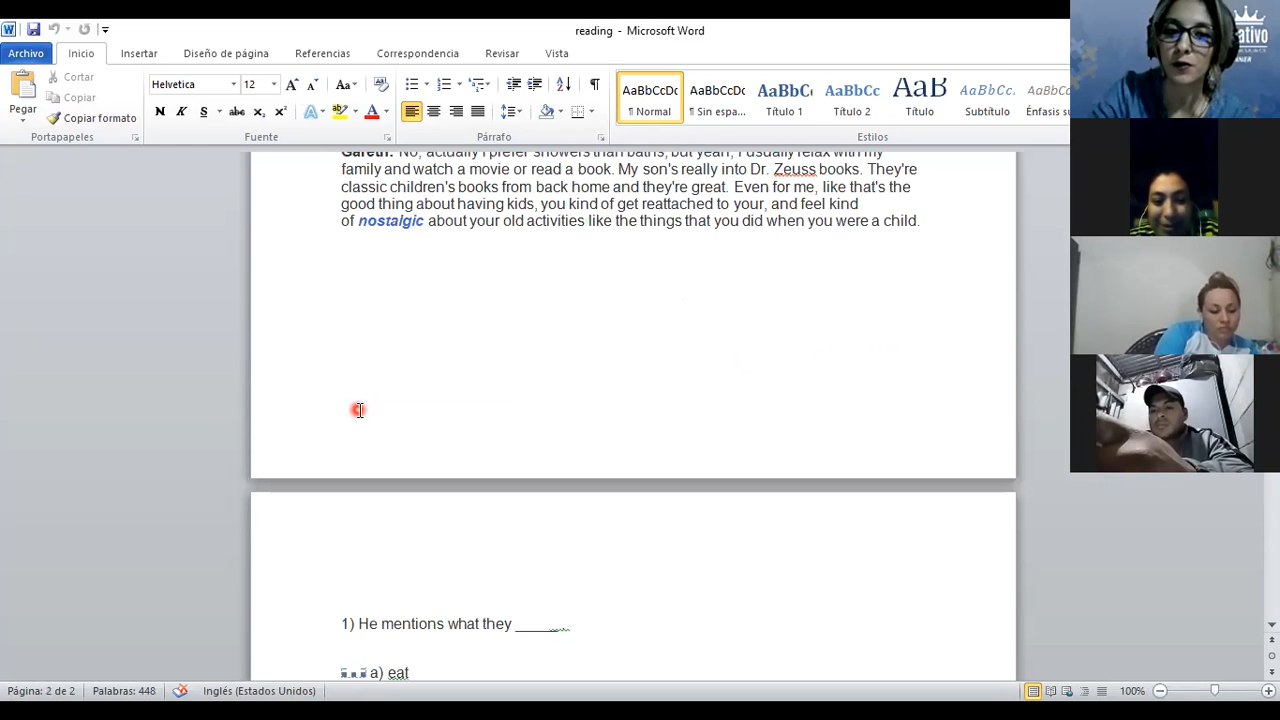 reading - Microsoft Word
Archivo Inicio Insertar Diseño de página Referencias Correspondencia Revisar Vista
Pegar
Cortar
Copiar
Copiar formato
Portapapeles
Helvetica 12
Fuente
Párrafo
AaBbCcDc AaBbCcDc AaBbC AaBbCc AaB AaBbCc. AaBbCc
¶ Normal ¶ Sin espa... Título 1 Título 2 Título Subtítulo Énfasis su
Estilos
ativo
Gareth: No, actually I prefer showers than baths, but yeah, I usually relax with my
family and watch a movie or read a book. My son's really into Dr. Zeuss books. They're
classic children's books from back home and they're great. Even for me, like that's the
good thing about having kids, you kind of get reattached to your, and feel kind
of nostalgic about your old activities like the things that you did when you were a child.
1) He mentions what they _____
a) eat
Página: 2 de 2 Palabras: 448 Inglés (Estados Unidos) 100%